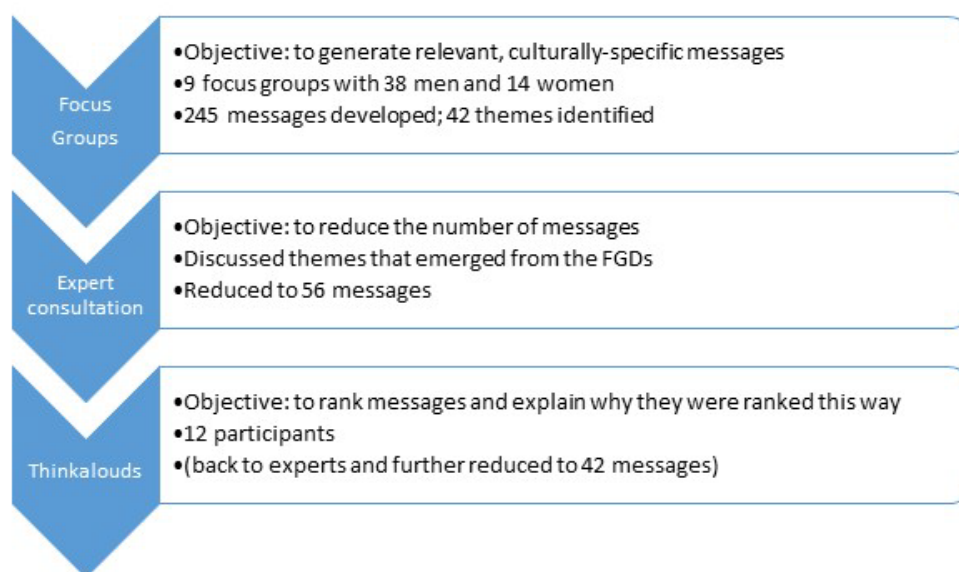 Focus
Groups
•Objective: to generate relevant, culturally-specific messages
•9 focus groups with 38 men and 14 women
•245 messages developed; 42 themes identified
Expert
consultation
•Objective: to reduce the number of messages
•Discussed themes that emerged from the FGDs
•Reduced to 56 messages
Thinkalouds
•Objective: to rank messages and explain why they were ranked this way
•12 participants
•(back to experts and further reduced to 42 messages)